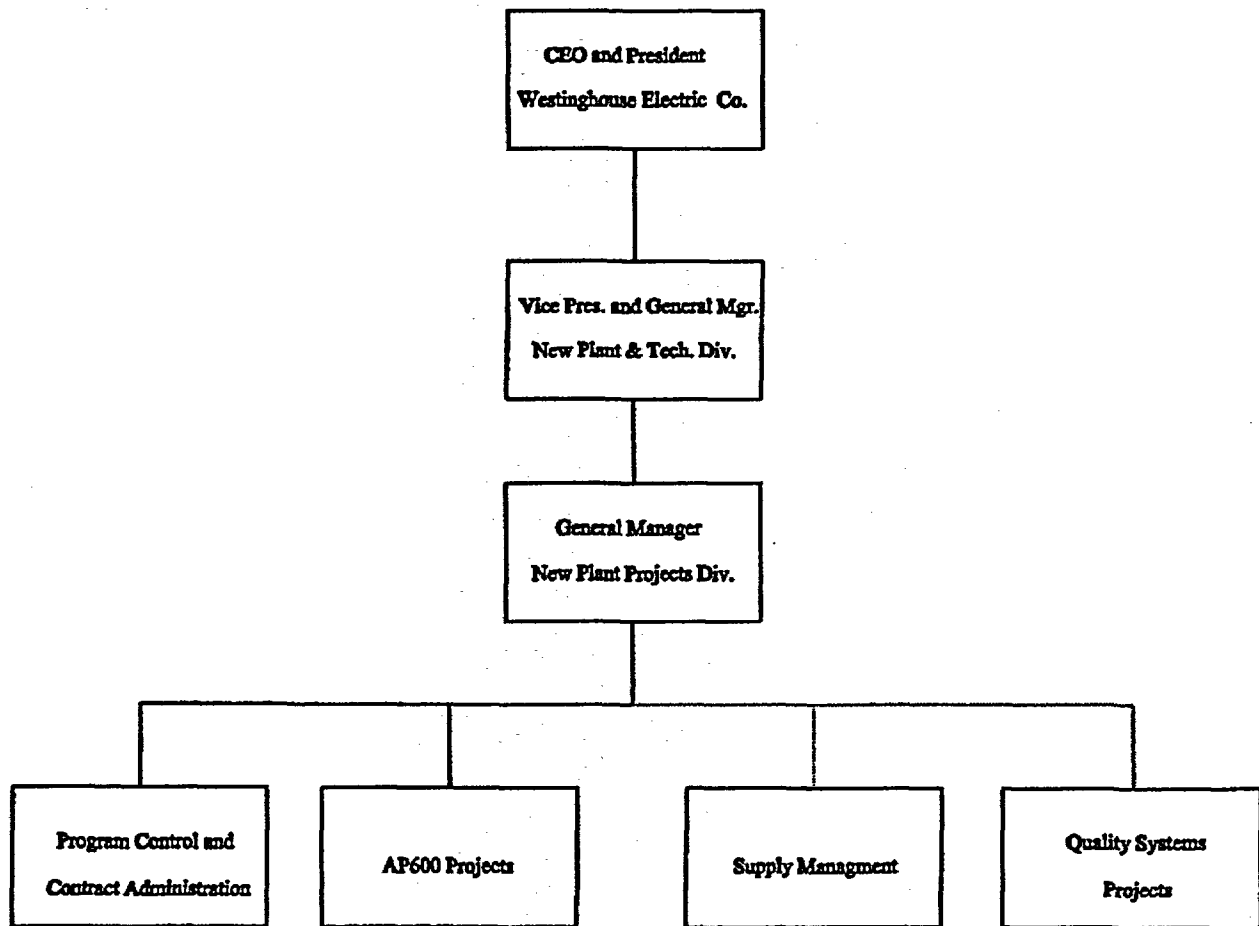 CEO and President
Westinghouse Electric Co.
Vice Pres. and General Mgr.
New Plant & Tech. Div.
General Manager
New Plant Projects Div.
Program Control and
Contract Administration
AP600 Projects
Supply Managment
Quality Systems
Projects